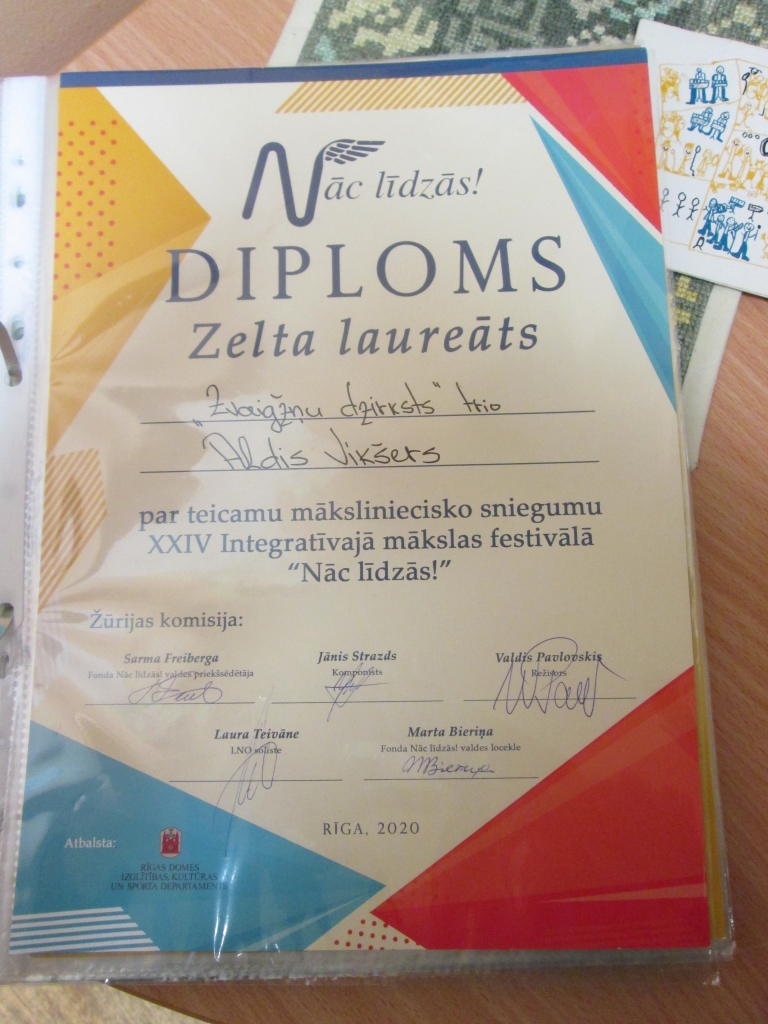 Nāc līdzās!
DIPLOMS
Zelta laureāts
„Zvaigžņu dzirksts" trio
Aldis Vikšers
par teicamu māksliniecisko sniegumu
XXIV Integratīvajā mākslas festivālā
“Nāc līdzās!”
Žūrijas komisija:
Sarma Freiberga
Fonda Nāc līdzās! valdes priekšsēdētāja
Jānis Strazds
Komponists
Valdis Pavlovskis
Režisors
Laura Teivāne
LNO soliste
Marta Bieriņa
Fonda Nāc līdzās! valdes locekle
MBieriņa
RĪGA, 2020
Atbalsta:
RĪGAS DOMES
IZGLĪTĪBAS, KULTŪRAS
UN SPORTA DEPARTAMENTS